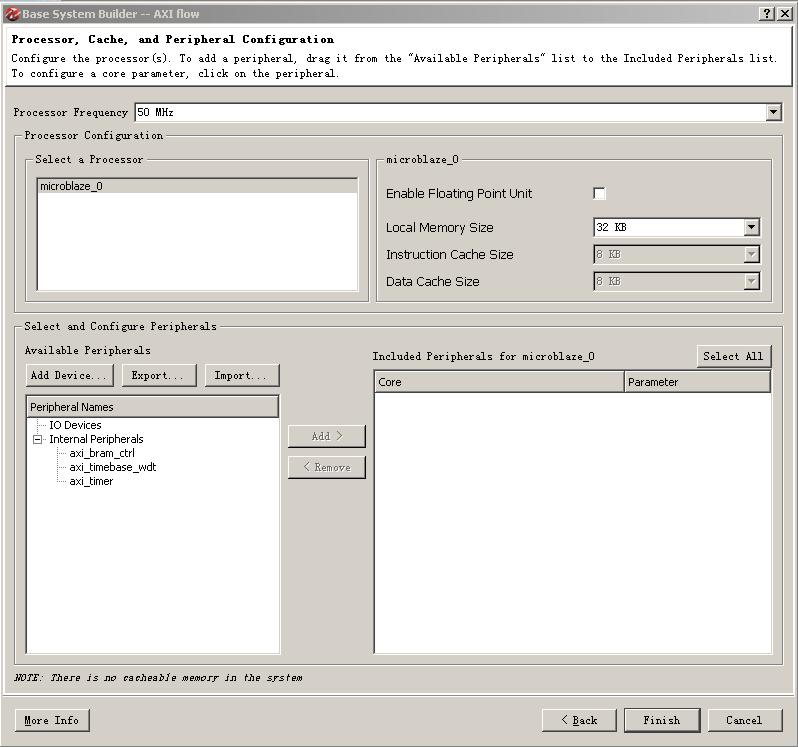 Base System Builder -- AXI flow
Processor, Cache, and Peripheral Configuration
Configure the processor(s). To add a peripheral, drag it from the "Available Peripherals" list to the Included Peripherals list.
To configure a core parameter, click on the peripheral.
Processor Frequency 50 MHz
Processor Configuration
Select a Processor
microblaze_0
microblaze_0
Enable Floating Point Unit
Local Memory Size 32 KB
Instruction Cache Size 8 KB
Data Cache Size 8 KB
Select and Configure Peripherals
Available Peripherals
Add Device... Export... Import...
Peripheral Names
IO Devices
Internal Peripherals
axi_bram_ctrl
axi_timebase_wdt
axi_timer
Add >
< Remove
Included Peripherals for microblaze_0 Select All
Core Parameter
NOTE: There is no cacheable memory in the system
More Info < Back Finish Cancel